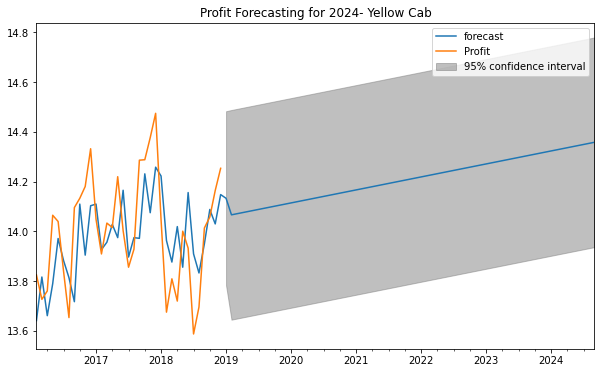 Profit Forecasting for 2024- Yellow Cab
14.8
14.6
14.4
14.2
14.0
13.8
13.6
forecast
Profit
95% confidence interval
2017 2018 2019 2020 2021 2022 2023 2024